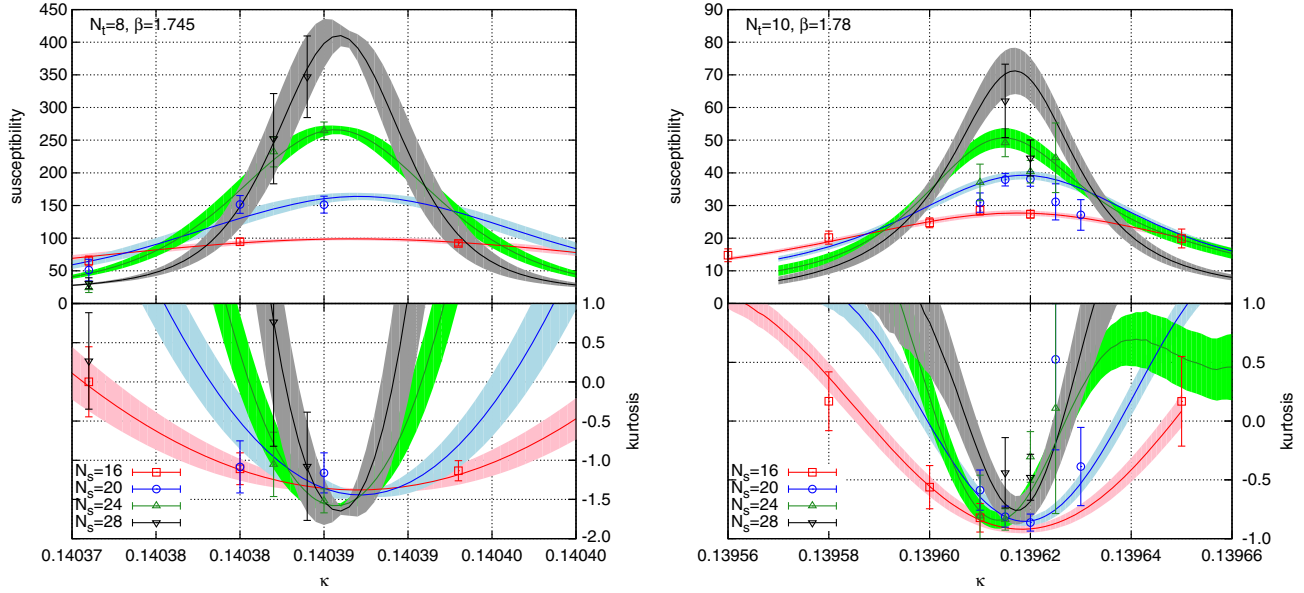 N_t=8, β=1.745
450
400
350
300
250
200
150
100
50
0
susceptibility
1.0
0.5
0.0
-0.5
-1.0
-1.5
-2.0
kurtosis
N_s=16
N_s=20
N_s=24
N_s=28
0.14037 0.14038 0.14038 0.14039 0.14039 0.14040 0.14040
κ
N_t=10, β=1.78
90
80
70
60
50
40
30
20
10
0
susceptibility
1.0
0.5
0.0
-0.5
-1.0
kurtosis
N_s=16
N_s=20
N_s=24
N_s=28
0.13956 0.13958 0.13960 0.13962 0.13964 0.13966
κ